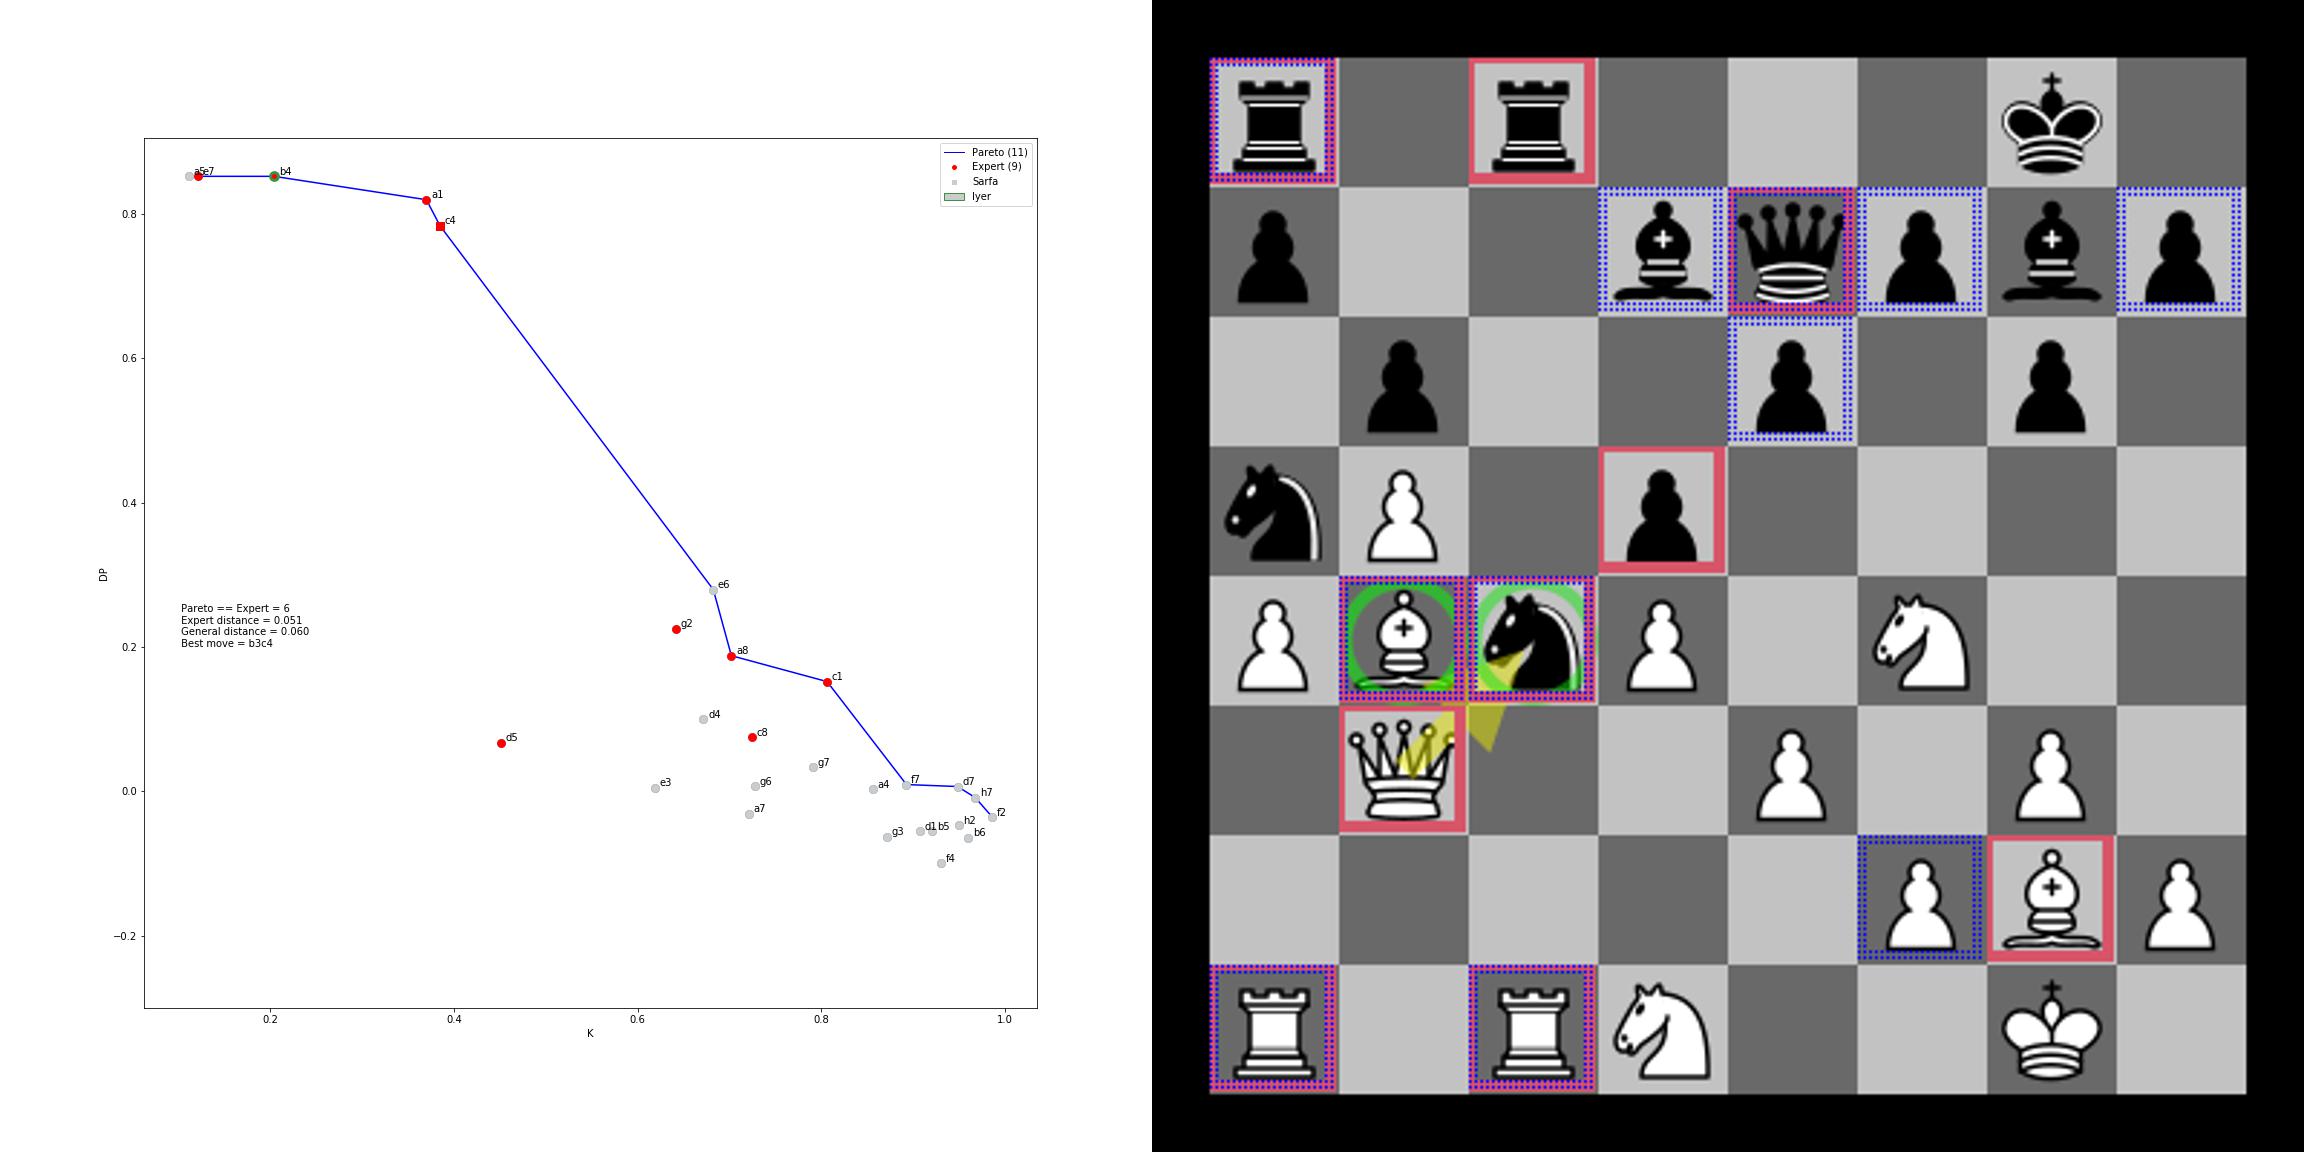 Pareto (11)
Expert (9)
Sarfa
Iyer
e7
b4
a1
c4
e6
g2
a8
c1
d4
d5
c8
g7
e3
g6
a4
f7
d7
h7
a7
f2
g3
d1
b5
h2
b6
f4
Pareto == Expert = 6
Expert distance = 0.051
General distance = 0.060
Best move = b3c4
DP
0.8
0.6
0.4
0.2
0.0
−0.2
0.2
0.4
0.6
0.8
1.0
K